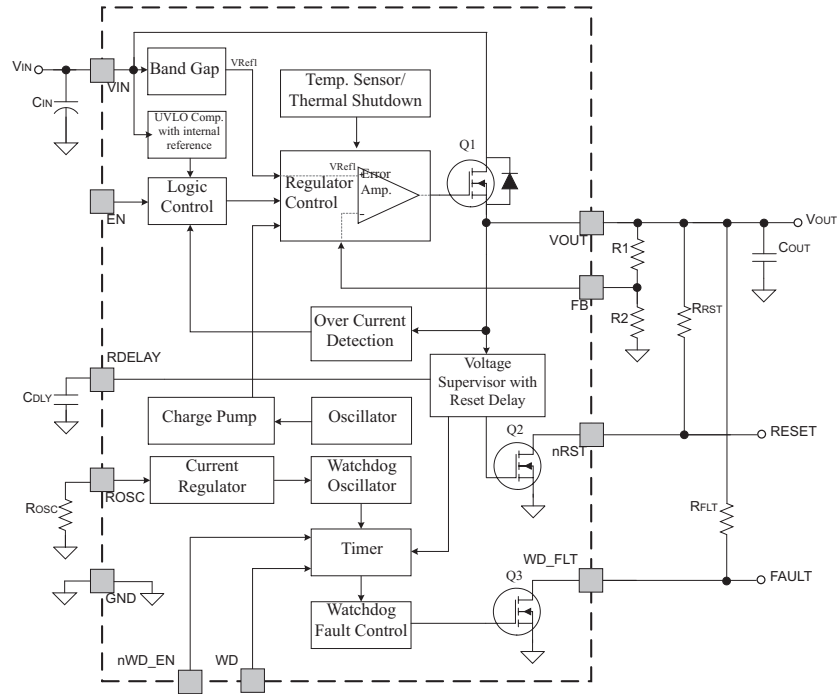 VIN
CIN
VIN
Band Gap
VRef1
Temp. Sensor/
Thermal Shutdown
UVLO Comp.
with internal
reference
Q1
EN
Logic
Control
Regulator
Control
VRef1
+
Error
Amp.
-
VOUT
VOUT
R1
COUT
FB
R2
RRST
Over Current
Detection
RDELAY
CDLY
Voltage
Supervisor with
Reset Delay
Charge Pump
Oscillator
Q2
nRST
RESET
ROSC
ROSC
Current
Regulator
Watchdog
Oscillator
RFLT
Timer
GND
WD_FLT
FAULT
Q3
Watchdog
Fault Control
nWD_EN
WD